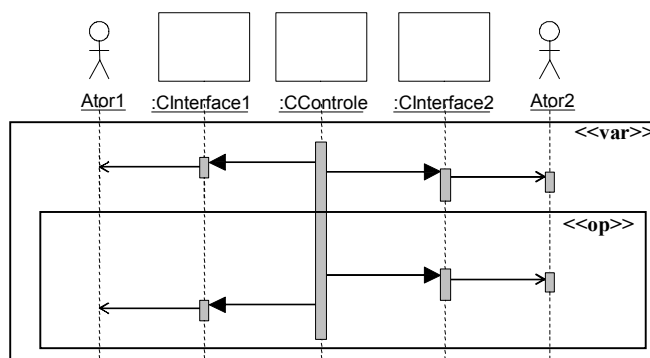 Ator1 :CInterface1 :CControle :CInterface2 Ator2
<<var>>
<<op>>